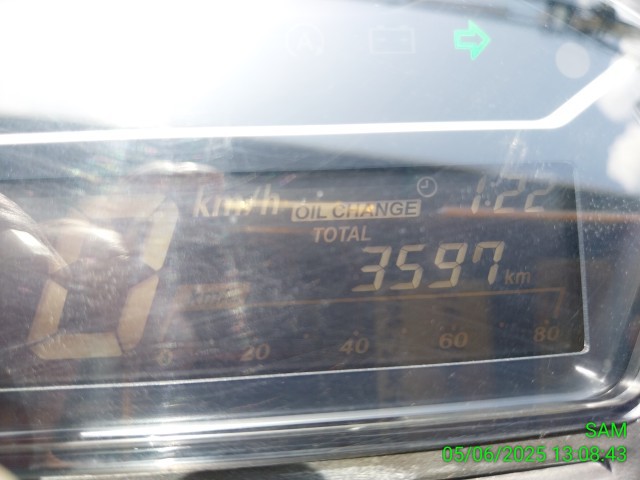 km/h OIL CHANGE 1:22
TOTAL
3597 km
0 20 40 60 80
SAM
05/06/2025 13.08.43